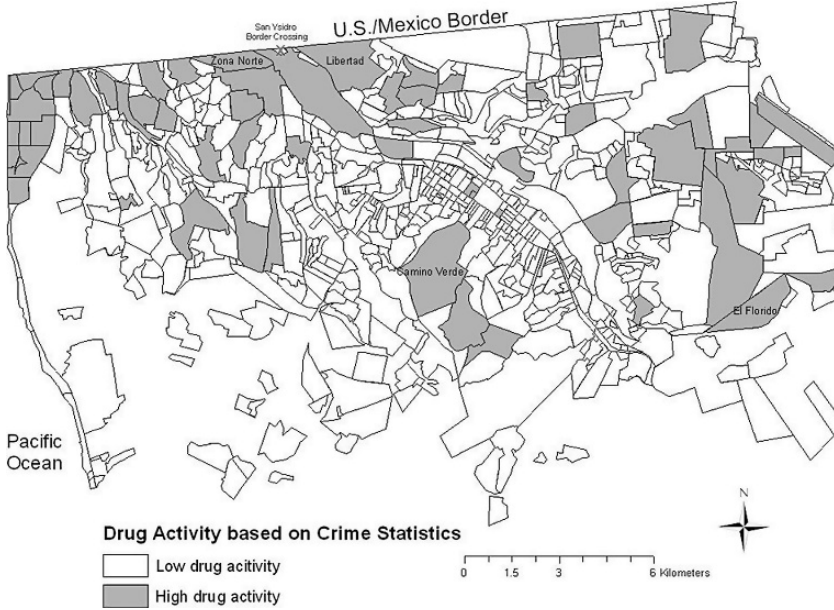 U.S./Mexico Border
San Ysidro
Border Crossing
Zona Norte
Libertad
Camino Verde
El Florido
Pacific
Ocean
N
Drug Activity based on Crime Statistics
Low drug acitivity
High drug activity
0 1.5 3 6 Kilometers